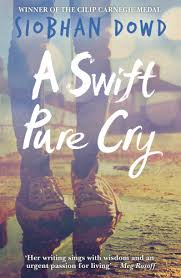 WINNER OF THE CILIP CARNEGIE MEDAL
SIOBHAN DOWD
A Swift
Pure Cry
'Her writing sings with wisdom and an
urgent passion for living' – Meg Rosoff